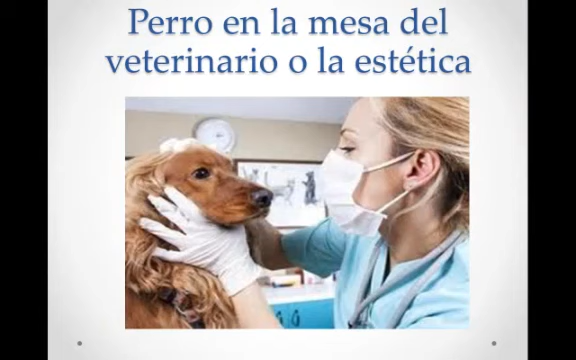 Perro en la mesa del
veterinario o la estética